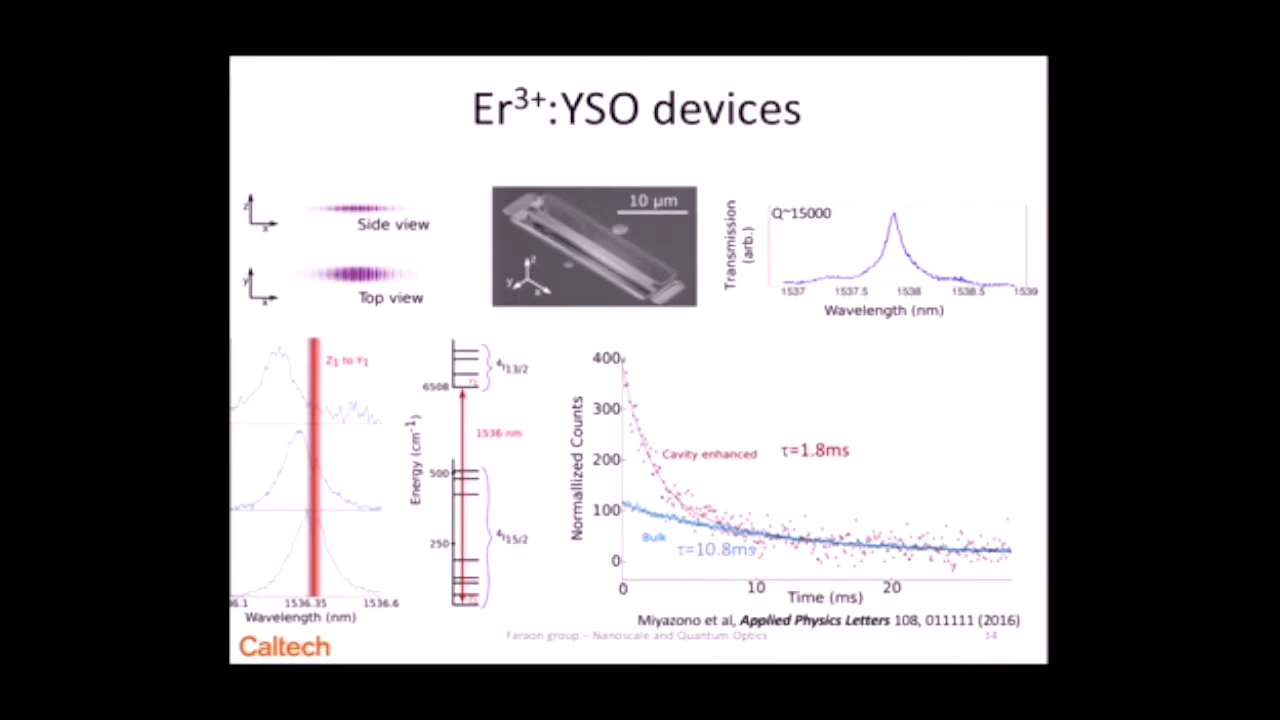 Er³⁺:YSO devices
z
x
Side view
y
x
Top view
10 µm
z
y
x
Transmission
(arb.)
Q~15000
1537
1537.5
1538
1538.5
1539
Wavelength (nm)
Z₁ to Y₁
1536.35
1536.6
Wavelength (nm)
Energy (cm⁻¹)
6508
500
250
1536 nm
⁴I13/2
⁴I15/2
Normallized Counts
400
300
200
100
0
Cavity enhanced
τ=1.8ms
Bulk
τ=10.8ms
0
10
20
Time (ms)
Miyazono et al, Applied Physics Letters 108, 011111 (2016)
Faraon group – Nanoscale and Quantum Optics
34
Caltech